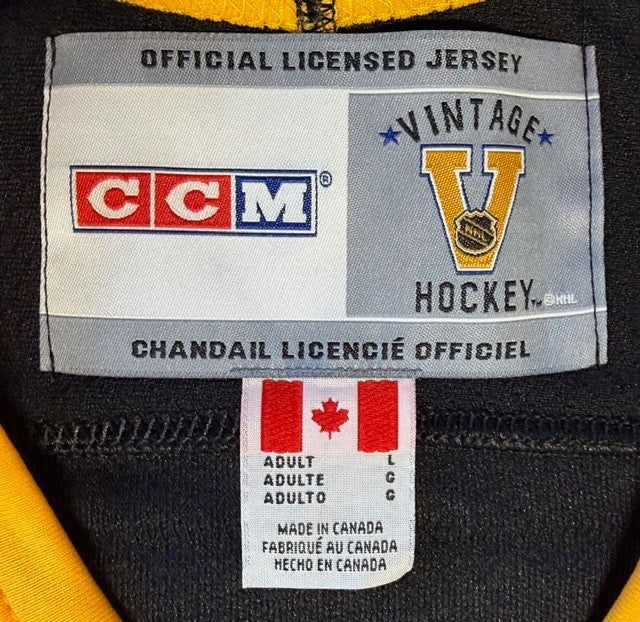 OFFICIAL LICENSED JERSEY
CCM®
VINTAGE
V
NHL
HOCKEY™ ©NHL
CHANDAIL LICENCIÉ OFFICIEL
ADULT L
ADULTE G
ADULTO G
MADE IN CANADA
FABRIQUÉ AU CANADA
HECHO EN CANADA